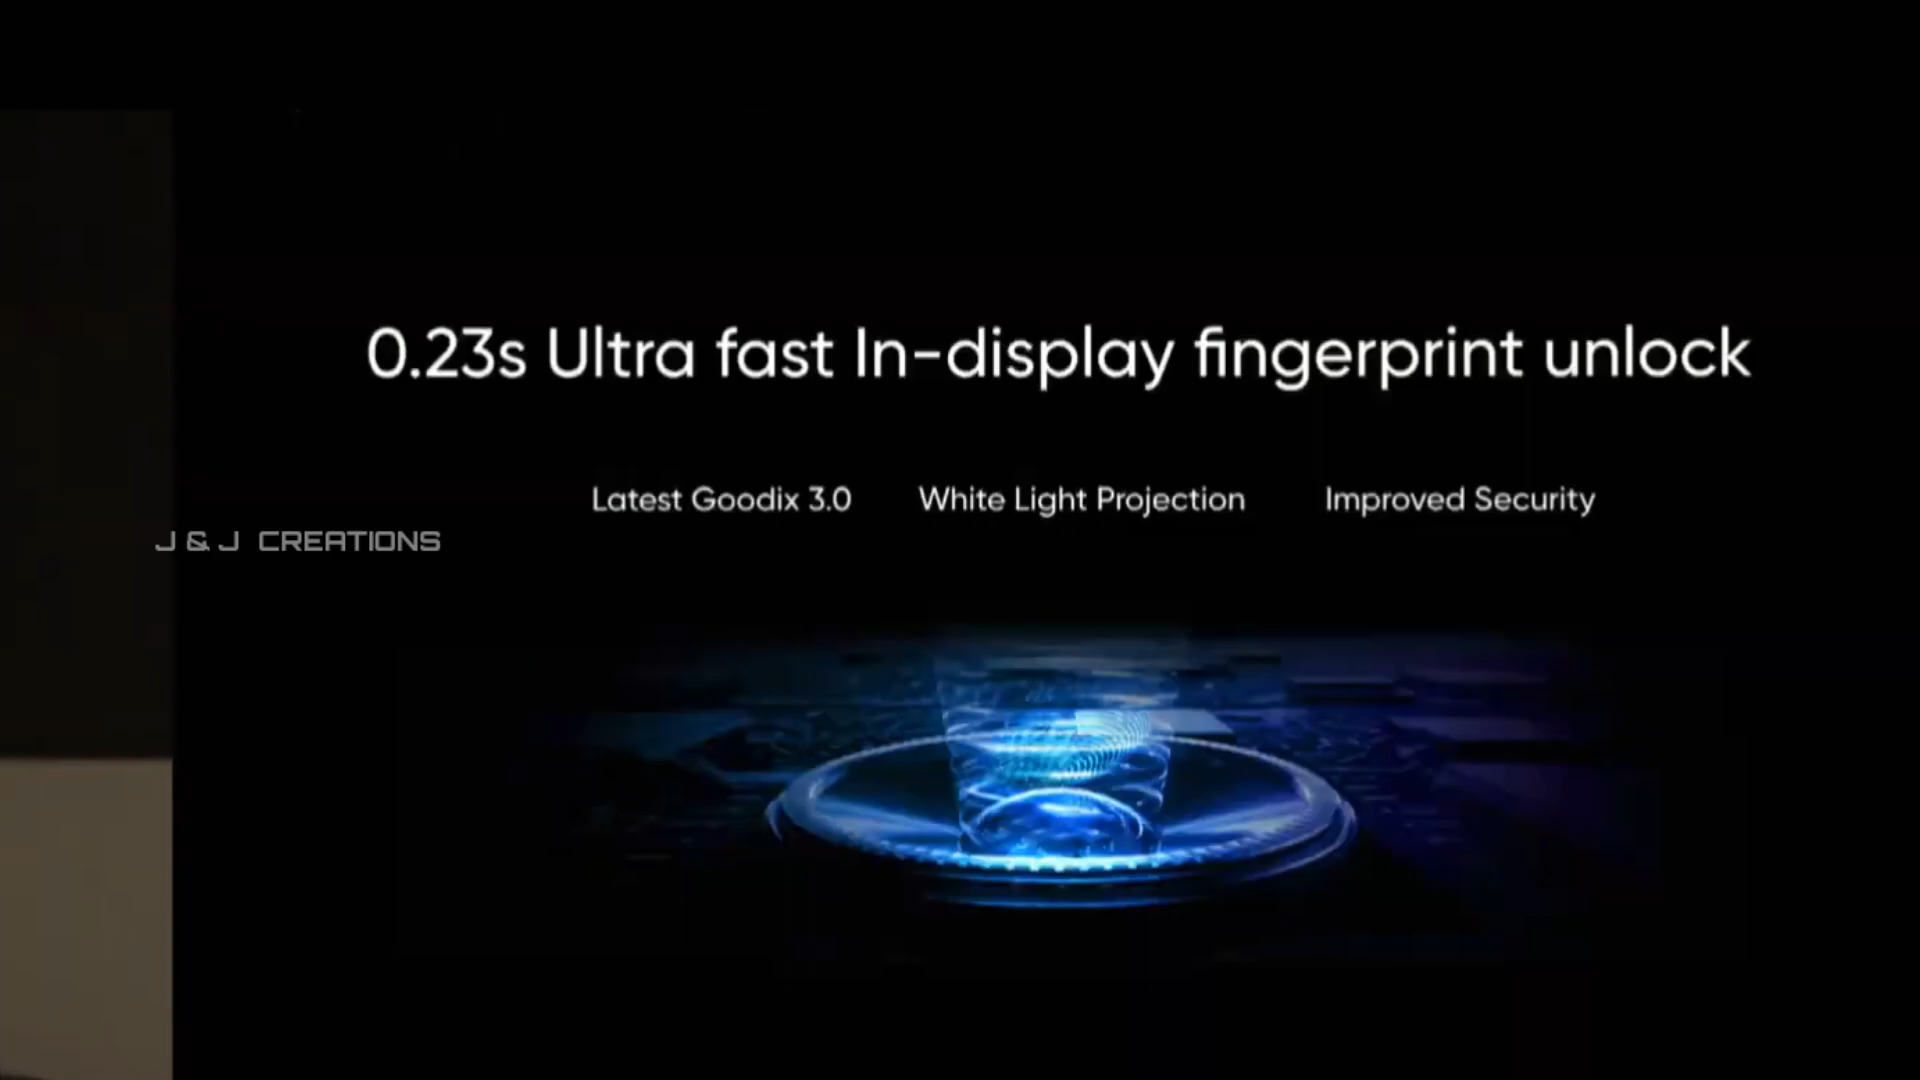 0.23s Ultra fast In-display fingerprint unlock
Latest Goodix 3.0 White Light Projection Improved Security
J & J CREATIONS